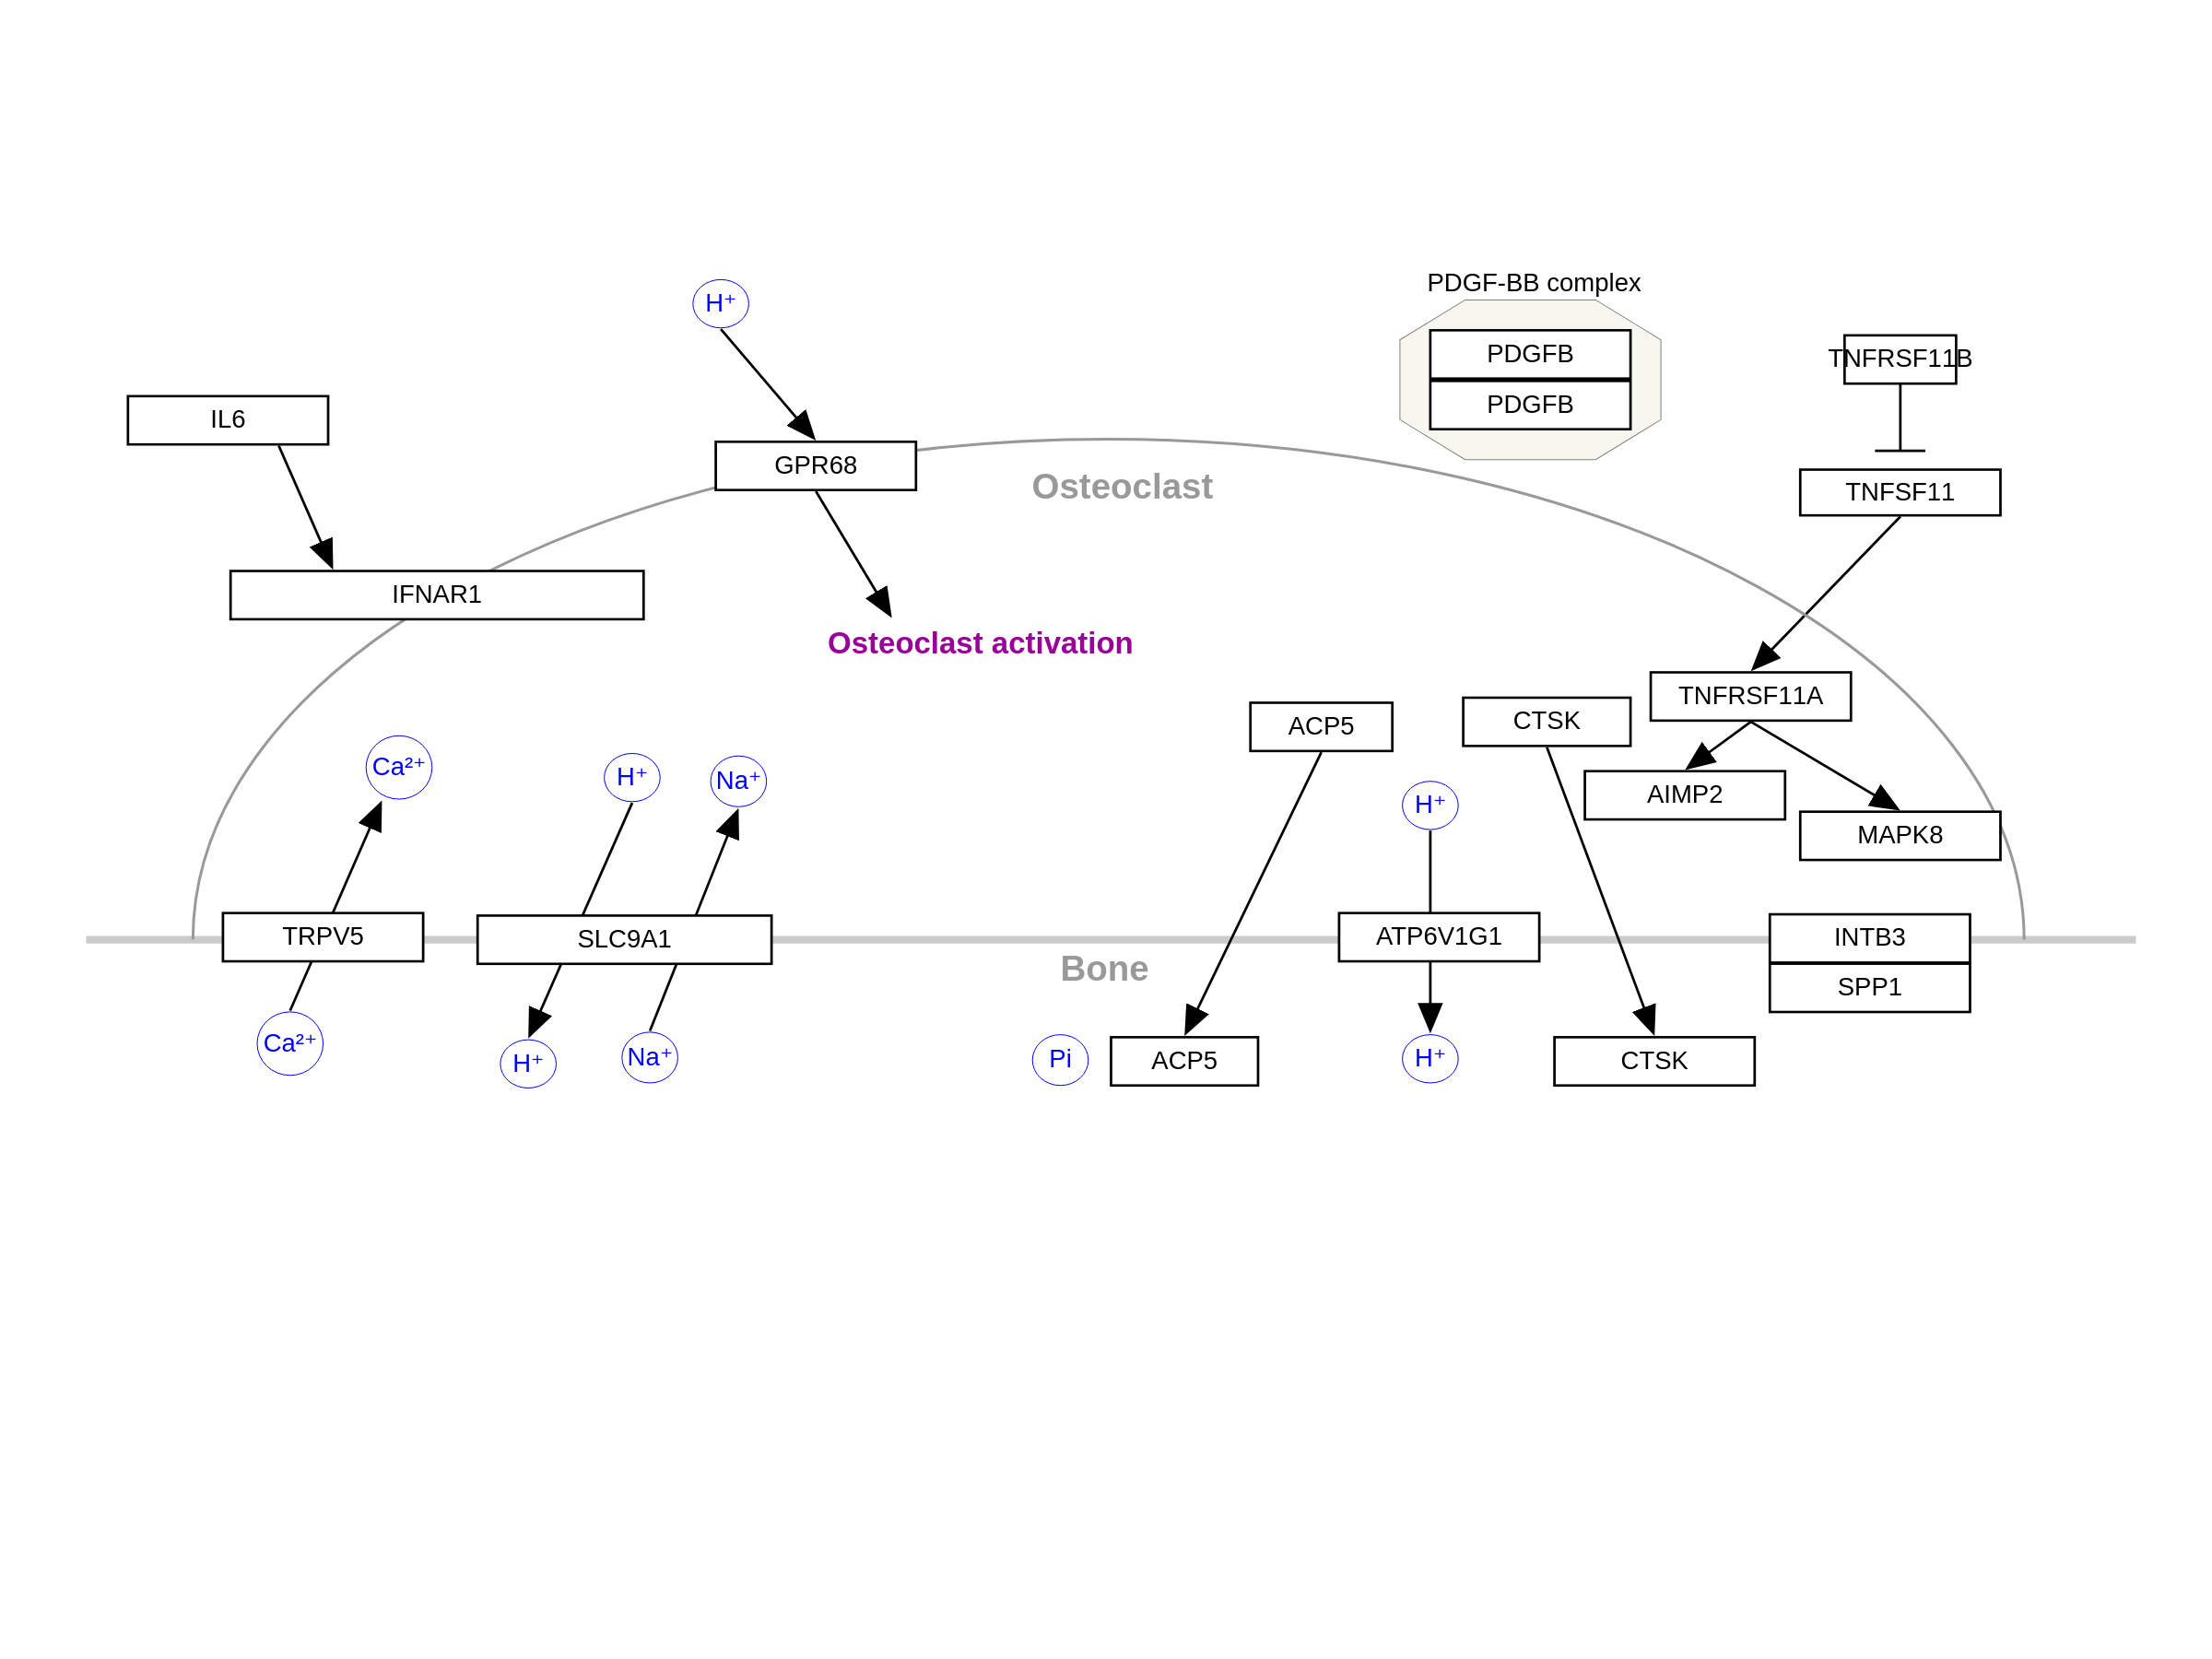 PDGF-BB complex
H⁺
PDGFB
TNFRSF11B
PDGFB
IL6
GPR68
Osteoclast
TNFSF11
IFNAR1
Osteoclast activation
TNFRSF11A
ACP5
CTSK
Ca²⁺
H⁺
Na⁺
AIMP2
H⁺
MAPK8
TRPV5
SLC9A1
ATP6V1G1
INTB3
Bone
SPP1
Ca²⁺
H⁺
Na⁺
Pi
ACP5
H⁺
CTSK